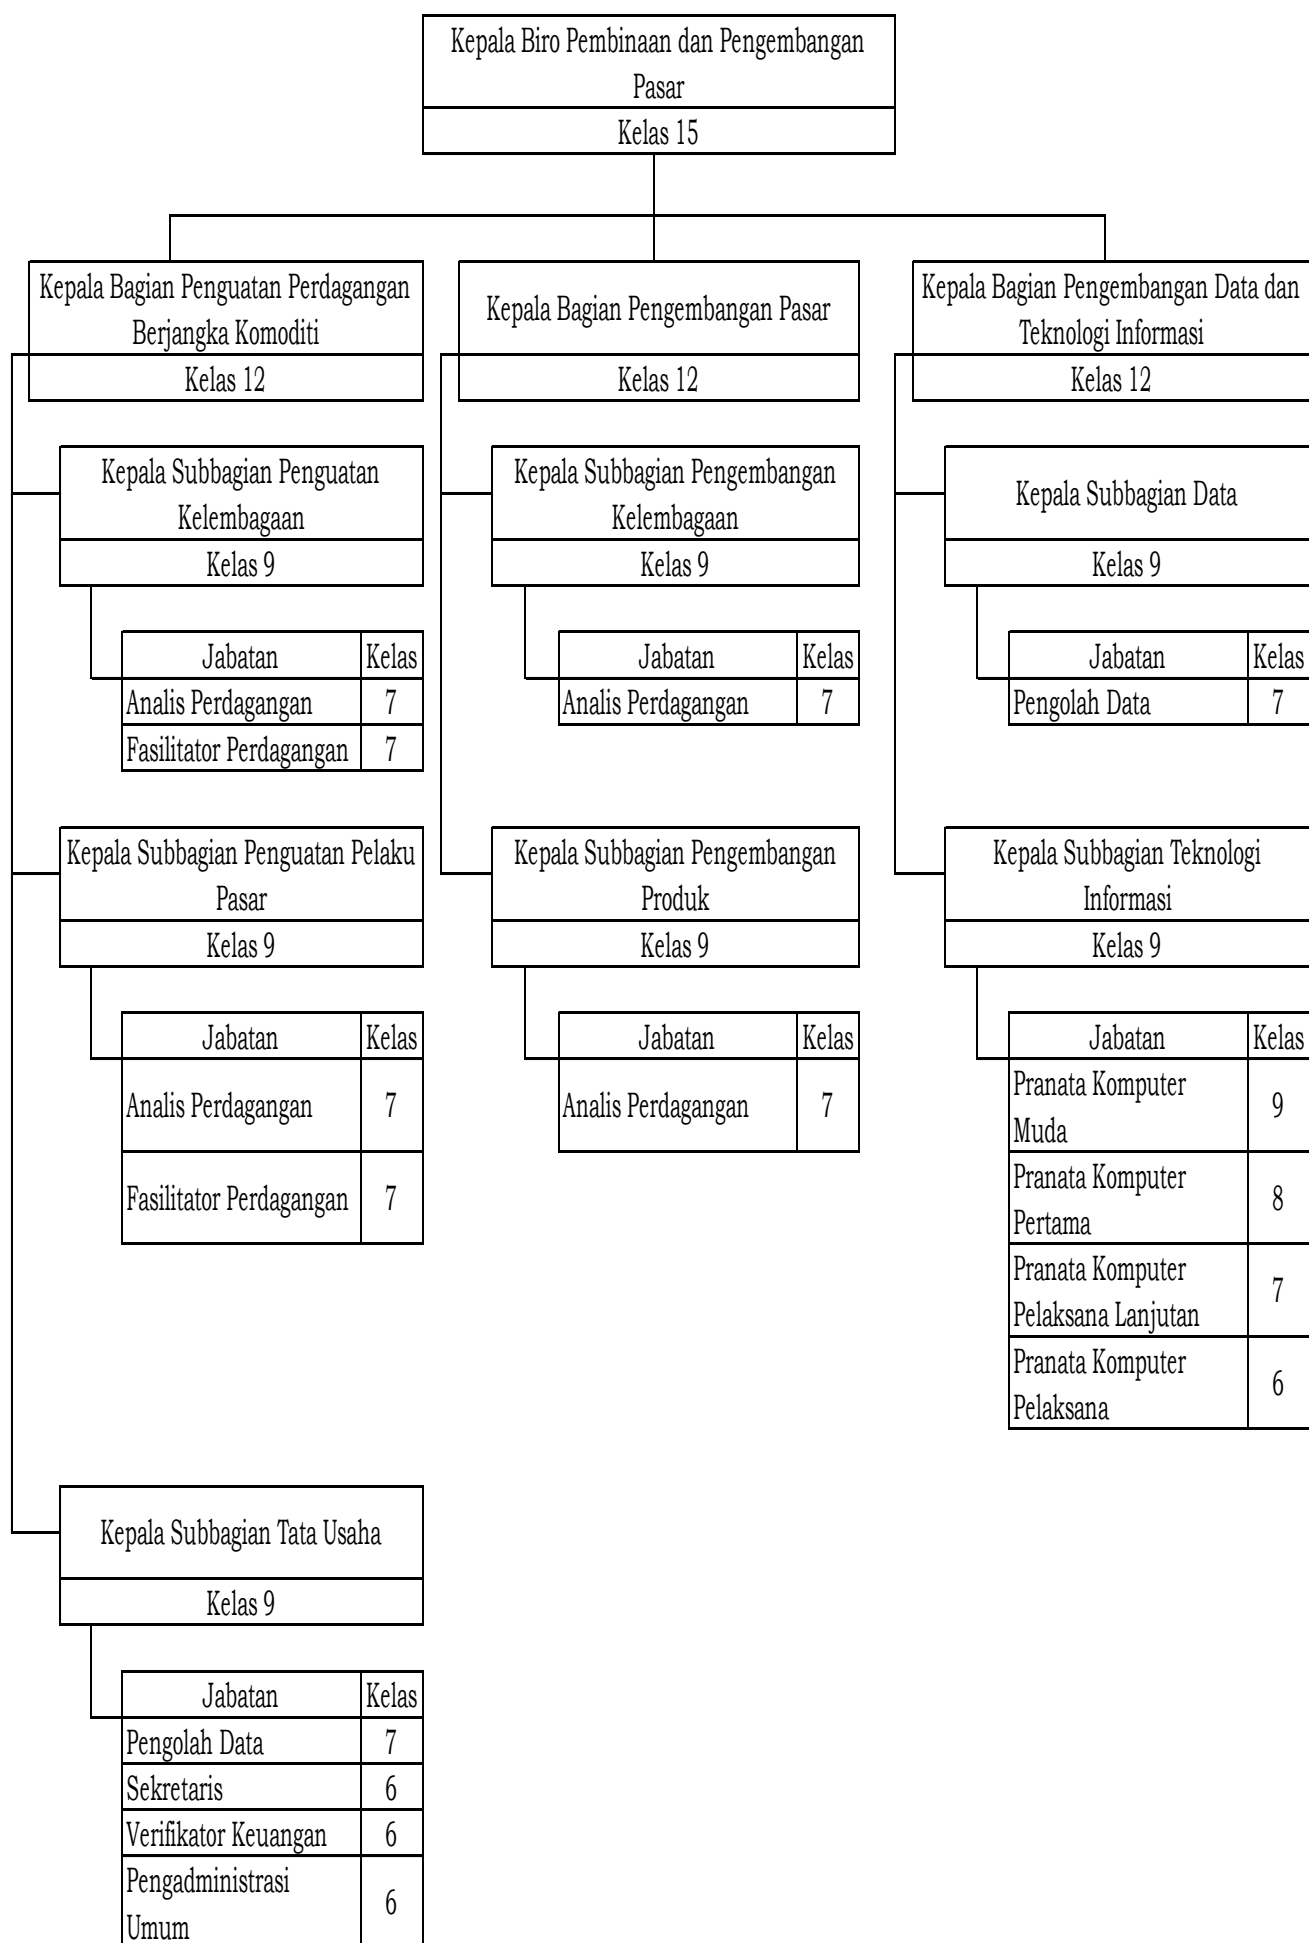 Kepala Biro Pembinaan dan Pengembangan
Pasar
Kelas 15
Kepala Bagian Penguatan Perdagangan
Berjangka Komoditi
Kelas 12
Kepala Bagian Pengembangan Pasar
Kelas 12
Kepala Bagian Pengembangan Data dan
Teknologi Informasi
Kelas 12
Kepala Subbagian Penguatan
Kelembagaan
Kelas 9
Jabatan Kelas
Analis Perdagangan 7
Fasilitator Perdagangan 7
Kepala Subbagian Pengembangan
Kelembagaan
Kelas 9
Jabatan Kelas
Analis Perdagangan 7
Kepala Subbagian Data
Kelas 9
Jabatan Kelas
Pengolah Data 7
Kepala Subbagian Penguatan Pelaku
Pasar
Kelas 9
Jabatan Kelas
Analis Perdagangan 7
Fasilitator Perdagangan 7
Kepala Subbagian Pengembangan
Produk
Kelas 9
Jabatan Kelas
Analis Perdagangan 7
Kepala Subbagian Teknologi
Informasi
Kelas 9
Jabatan Kelas
Pranata Komputer
Muda 9
Pranata Komputer
Pertama 8
Pranata Komputer
Pelaksana Lanjutan 7
Pranata Komputer
Pelaksana 6
Kepala Subbagian Tata Usaha
Kelas 9
Jabatan Kelas
Pengolah Data 7
Sekretaris 6
Verifikator Keuangan 6
Pengadministrasi
Umum 6